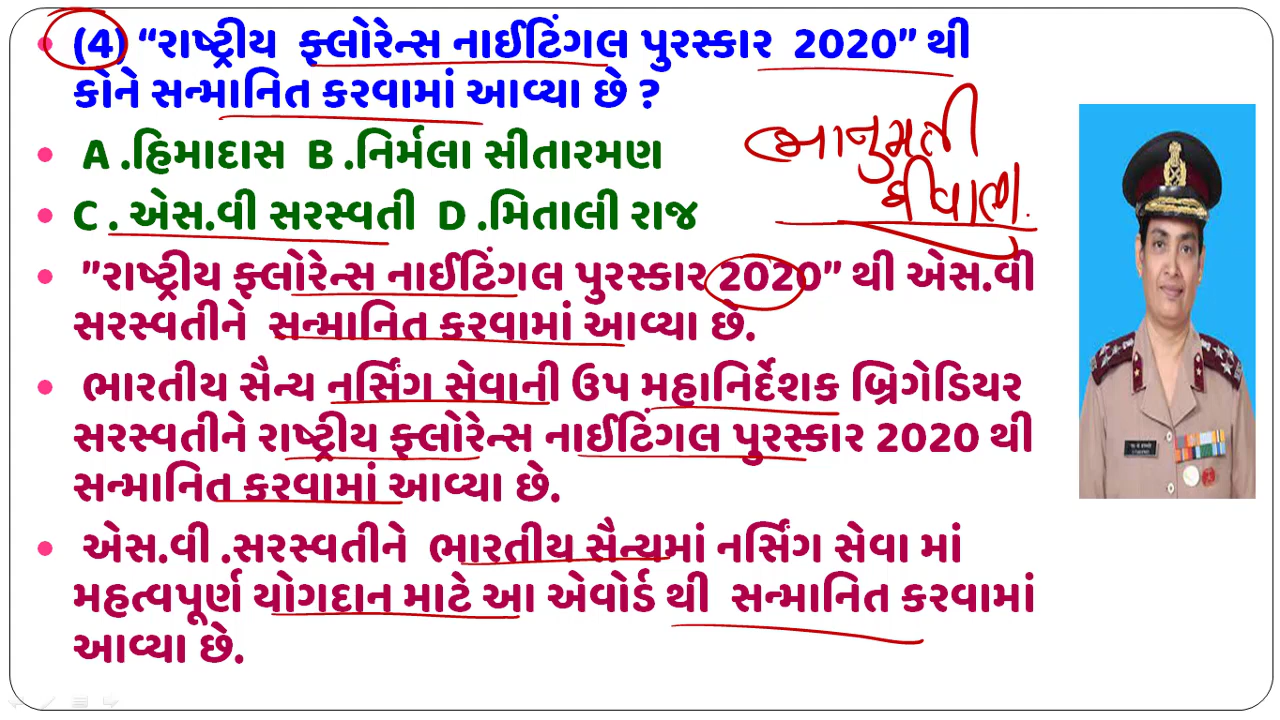 (4) “રાષ્ટ્રીય ફ્લોરેન્સ નાઈટિંગલ પુરસ્કાર 2020” થી
કોને સન્માનિત કરવામાં આવ્યા છે ?
A .હિમાદાસ B .નિર્મલા સીતારમણ
C . એસ.વી સરસ્વતી D .મિતાલી રાજ
ભાનુમતી
ઘીવાલા.
”રાષ્ટ્રીય ફ્લોરેન્સ નાઈટિંગલ પુરસ્કાર 2020” થી એસ.વી
સરસ્વતીને સન્માનિત કરવામાં આવ્યા છે.
ભારતીય સૈન્ય નર્સિંગ સેવાની ઉપ મહાનિર્દેશક બ્રિગેડિયર
સરસ્વતીને રાષ્ટ્રીય ફ્લોરેન્સ નાઈટિંગલ પુરસ્કાર 2020 થી
સન્માનિત કરવામાં આવ્યા છે.
એસ.વી .સરસ્વતીને ભારતીય સૈન્યમાં નર્સિંગ સેવા માં
મહત્વપૂર્ણ યોગદાન માટે આ એવોર્ડ થી સન્માનિત કરવામાં
આવ્યા છે.